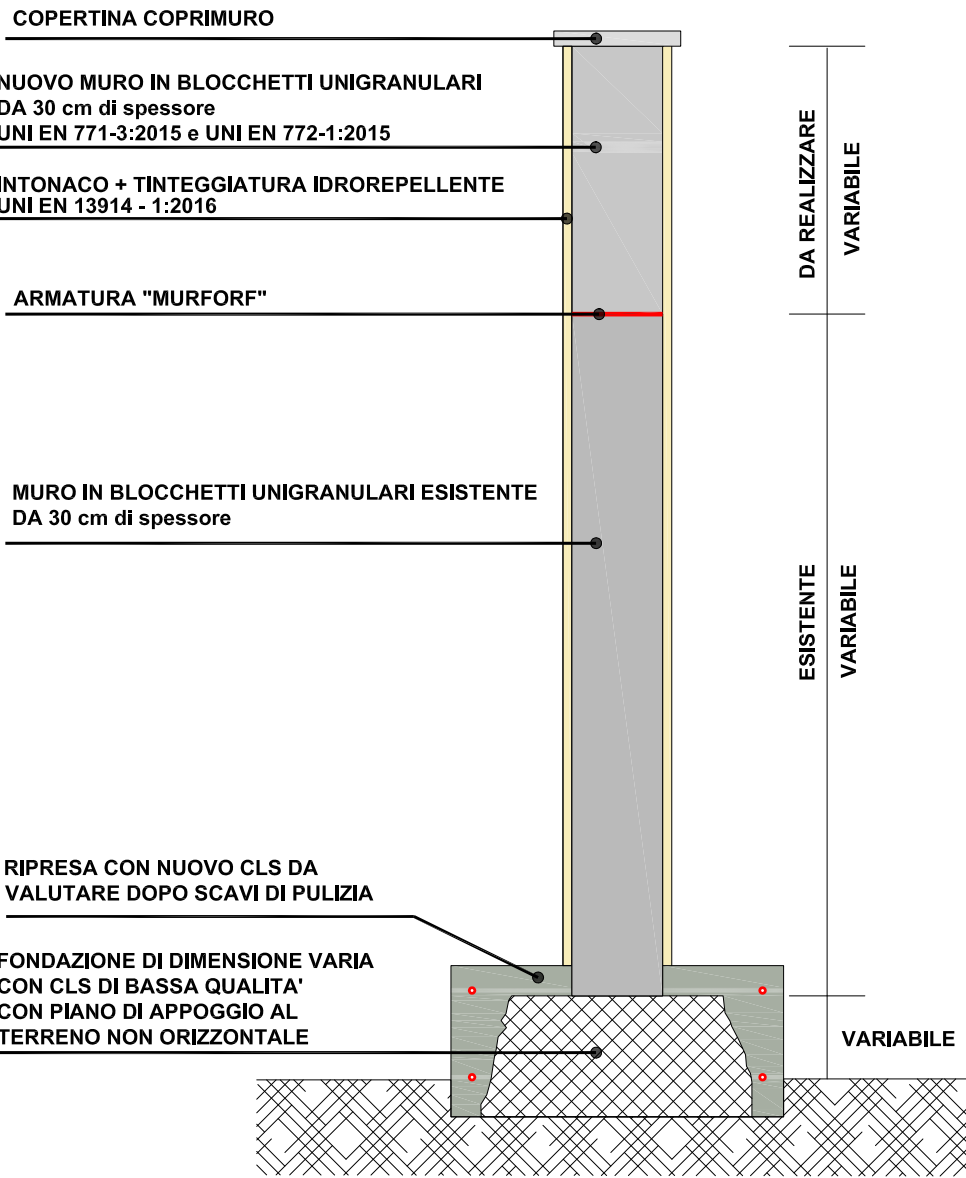 COPERTINA COPRIMURO
NUOVO MURO IN BLOCCHETTI UNIGRANULARI
DA 30 cm di spessore
UNI EN 771-3:2015 e UNI EN 772-1:2015
INTONACO + TINTEGGIATURA IDROREPELLENTE
UNI EN 13914 - 1:2016
ARMATURA "MURFORF"
MURO IN BLOCCHETTI UNIGRANULARI ESISTENTE
DA 30 cm di spessore
RIPRESA CON NUOVO CLS DA
VALUTARE DOPO SCAVI DI PULIZIA
FONDAZIONE DI DIMENSIONE VARIA
CON CLS DI BASSA QUALITA'
CON PIANO DI APPOGGIO AL
TERRENO NON ORIZZONTALE
DA REALIZZARE
VARIABILE
ESISTENTE
VARIABILE
VARIABILE